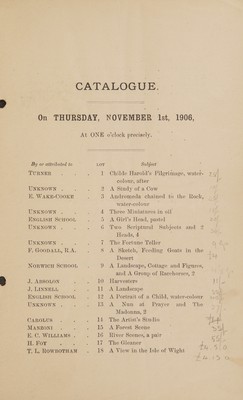 CATALOGUE.
On THURSDAY, NOVEMBER 1st, 1906,
At ONE o'clock precisely.
By or attributed to LOT Subject
TURNER . . . 1 Childe Harold's Pilgrimage, water-
colour, after
UNKNOWN . . . 2 A Study of a Cow
E. WAKE-COOKE . 3 Andromeda chained to the Rock,
water-colour
UNKNOWN . . . 4 Three Miniatures in oil
ENGLISH SCHOOL . 5 A Girl's Head, pastel
UNKNOWN . . . 6 Two Scriptural Subjects and 2
Heads, 4
UNKNOWN . . . 7 The Fortune Teller
F. GOODALL, R.A. . 8 A Sketch, Feeding Goats in the
Desert
NORWICH SCHOOL . 9 A Landscape, Cottage and Figures,
and A Group of Racehorses, 2
J. ABSOLON . . 10 Harvesters
J. LINNELL . . 11 A Landscape
ENGLISH SCHOOL . 12 A Portrait of a Child, water-colour
UNKNOWN . . . 13 A Nun at Prayer and The
Madonna, 2
CAROLUS . . . 14 The Artist's Studio
MANZONI . . . 15 A Forest Scene
E. C. WILLIAMS . . 16 River Scenes, a pair
H. FOY . . . 17 The Gleaner
T. L. ROWBOTHAM . 18 A View in the Isle of Wight